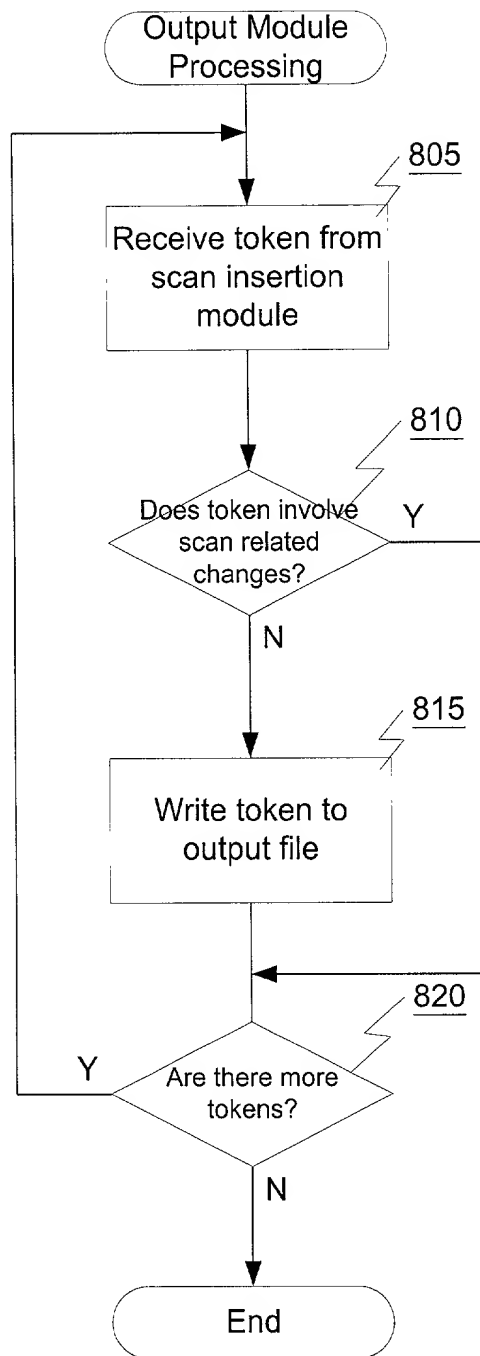 Output Module
Processing
805
Receive token from
scan insertion
module
810
Does token involve
scan related
changes?
Y
N
815
Write token to
output file
820
Y
Are there more
tokens?
N
End